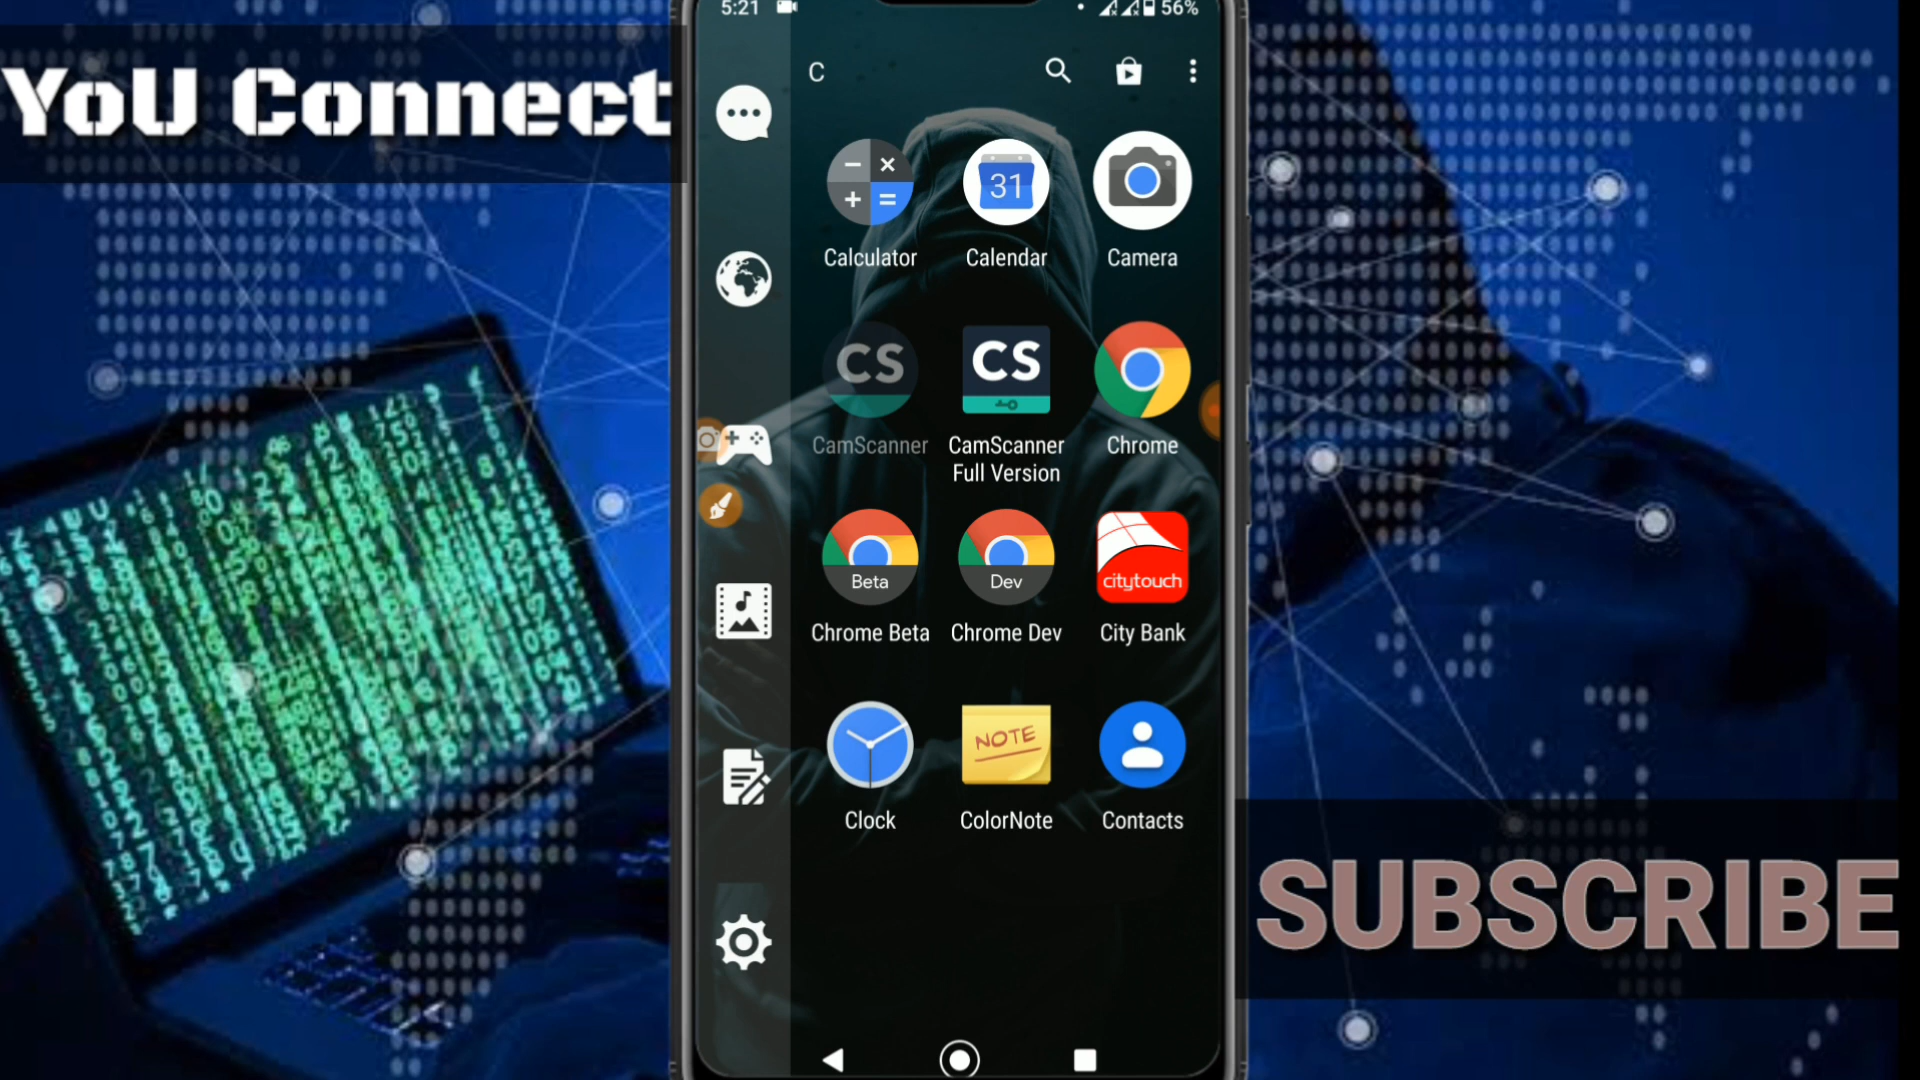 5:21
56%
YoU Connect
C
31
Calculator
Calendar
Camera
CS
CS
CamScanner
CamScanner
Full Version
Chrome
Beta
Dev
citytouch
Chrome Beta
Chrome Dev
City Bank
NOTE
Clock
ColorNote
Contacts
SUBSCRIBE